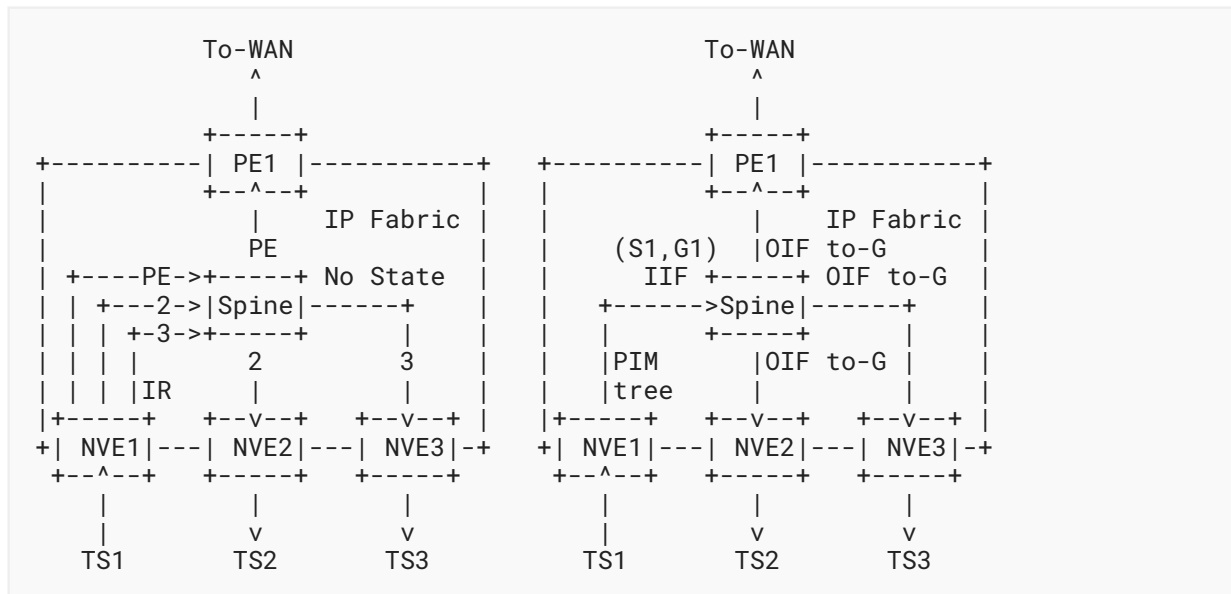 To-WAN To-WAN
^ ^
| |
+-----+ +-----+
+----------| PE1 |-----------+ +----------| PE1 |-----------+
| +--^--+ | | +--^--+ |
| | IP Fabric | | | IP Fabric |
| PE | | (S1,G1) |OIF to-G |
| +----PE->+-----+ No State | | IIF +-----+ OIF to-G |
| | +---2->|Spine|------+ | | +------>Spine|------+ |
| | | +-3->+-----+ | | | | +-----+ | |
| | | | 2 3 | | |PIM |OIF to-G | |
| | | |IR | | | | |tree | | |
|+-----+ +--v--+ +--v--+ | |+-----+ +--v--+ +--v--+ |
+| NVE1|---| NVE2|---| NVE3|-+ +| NVE1|---| NVE2|---| NVE3|-+
+--^--+ +-----+ +-----+ +--^--+ +-----+ +-----+
| | | | | |
| v v | v v
TS1 TS2 TS3 TS1 TS2 TS3